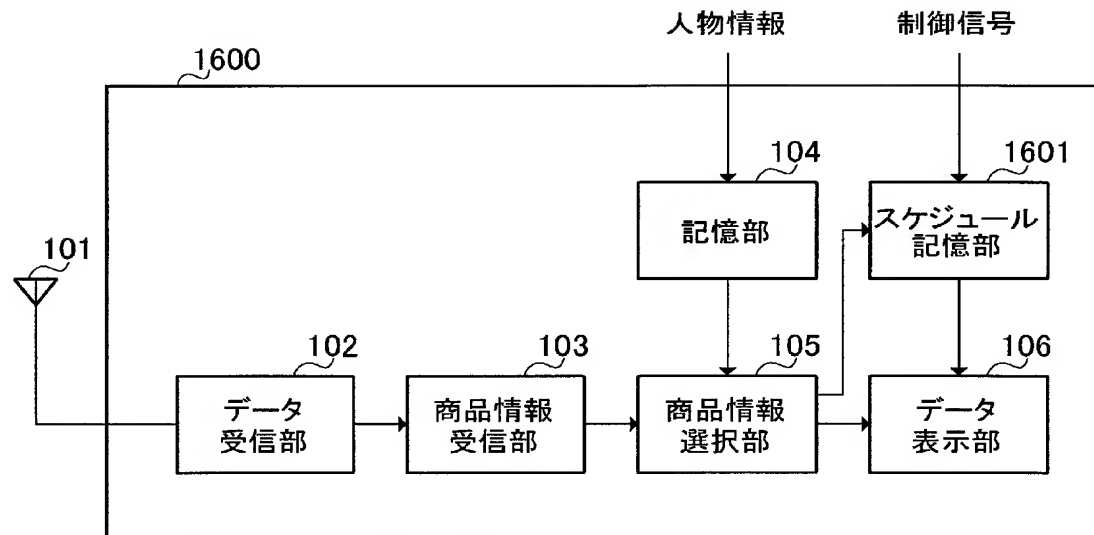 人物情報
制御信号
1600
104
1601
記憶部
スケジュール
記憶部
101
102
103
105
106
データ
受信部
商品情報
受信部
商品情報
選択部
データ
表示部